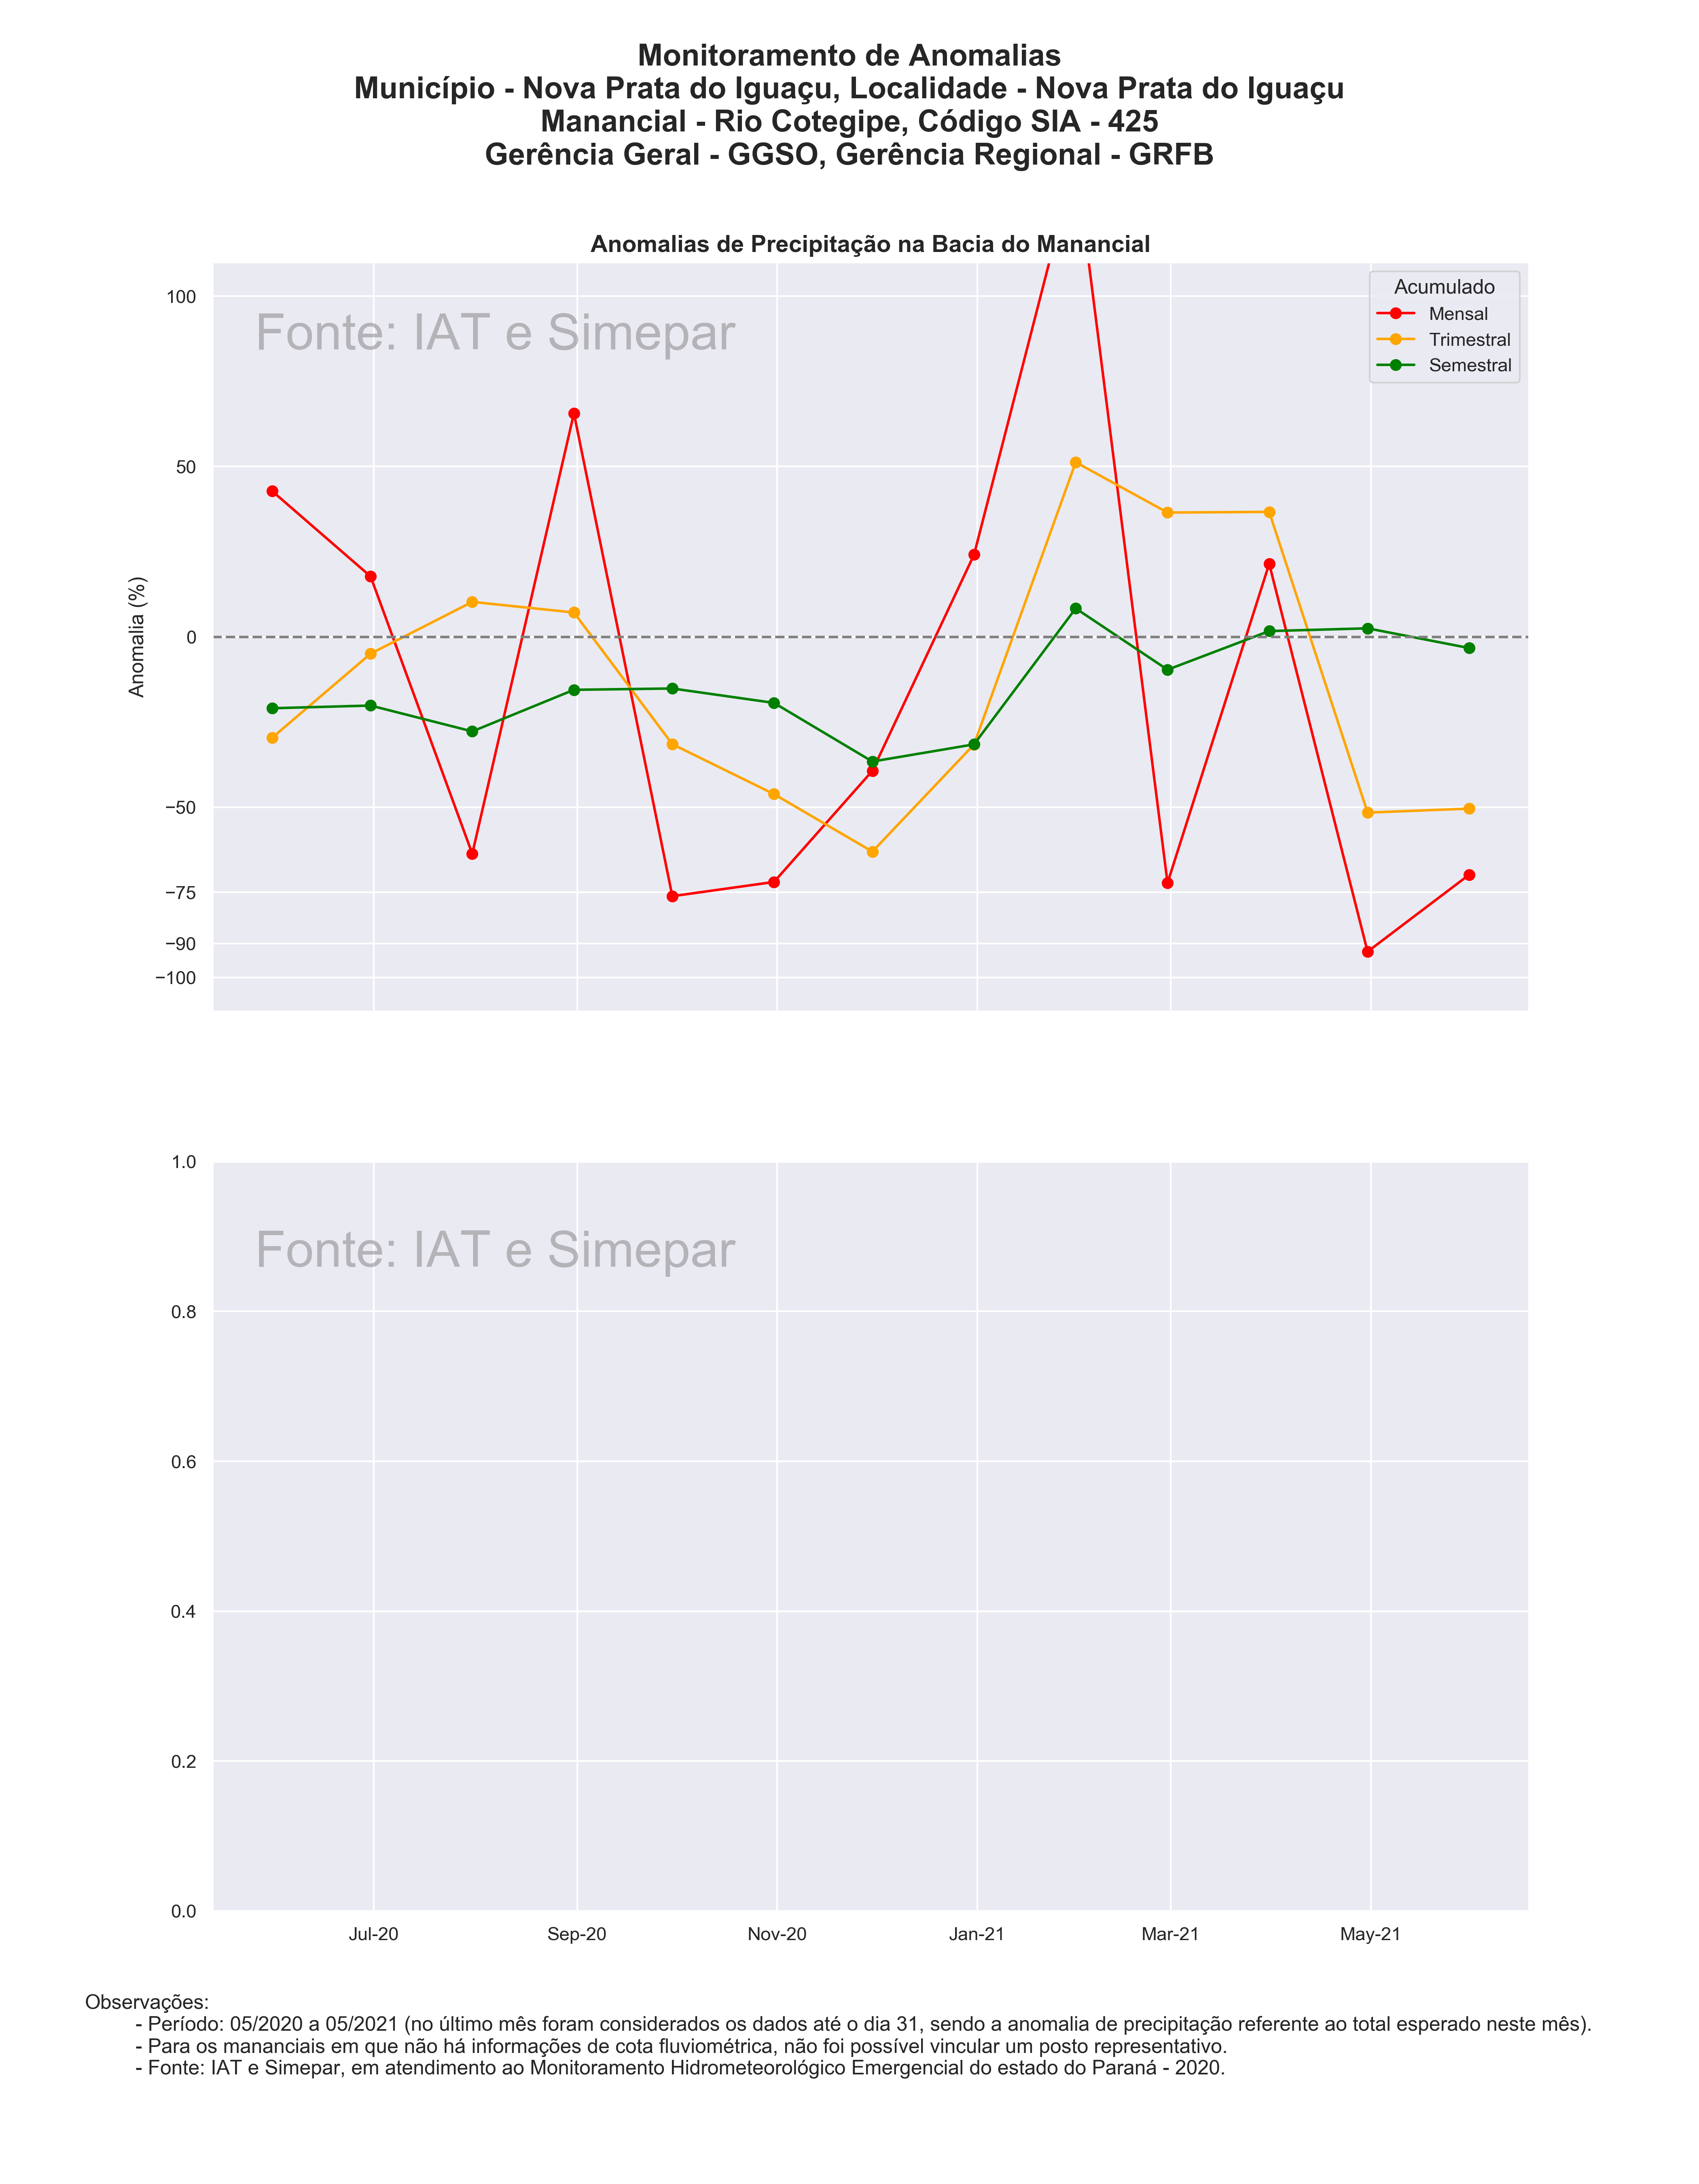 Monitoramento de Anomalias
Município - Nova Prata do Iguaçu, Localidade - Nova Prata do Iguaçu
Manancial - Rio Cotegipe, Código SIA - 425
Gerência Geral - GGSO, Gerência Regional - GRFB
Anomalias de Precipitação na Bacia do Manancial
Fonte: IAT e Simepar
Acumulado
Mensal
Trimestral
Semestral
Anomalia (%)
100
50
0
−50
−75
−90
−100
Fonte: IAT e Simepar
1.0
0.8
0.6
0.4
0.2
0.0
Jul-20 Sep-20 Nov-20 Jan-21 Mar-21 May-21
Observações:
- Período: 05/2020 a 05/2021 (no último mês foram considerados os dados até o dia 31, sendo a anomalia de precipitação referente ao total esperado neste mês).
- Para os mananciais em que não há informações de cota fluviométrica, não foi possível vincular um posto representativo.
- Fonte: IAT e Simepar, em atendimento ao Monitoramento Hidrometeorológico Emergencial do estado do Paraná - 2020.